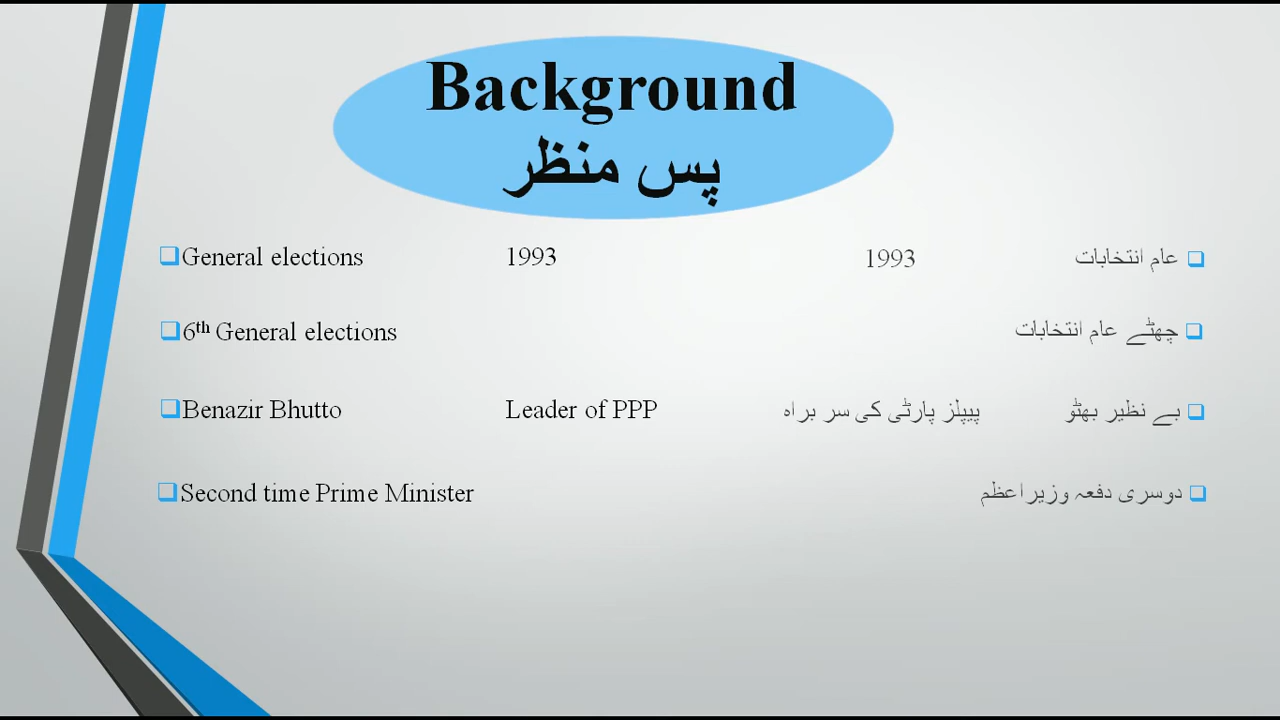 Background
پس منظر
❑General elections 1993 1993 عام انتخابات
❑6th General elections چھٹے عام انتخابات
❑Benazir Bhutto Leader of PPP پیپلز پارٹی کی سر براہ بے نظیر بھٹو
❑Second time Prime Minister دوسری دفعہ وزیراعظم